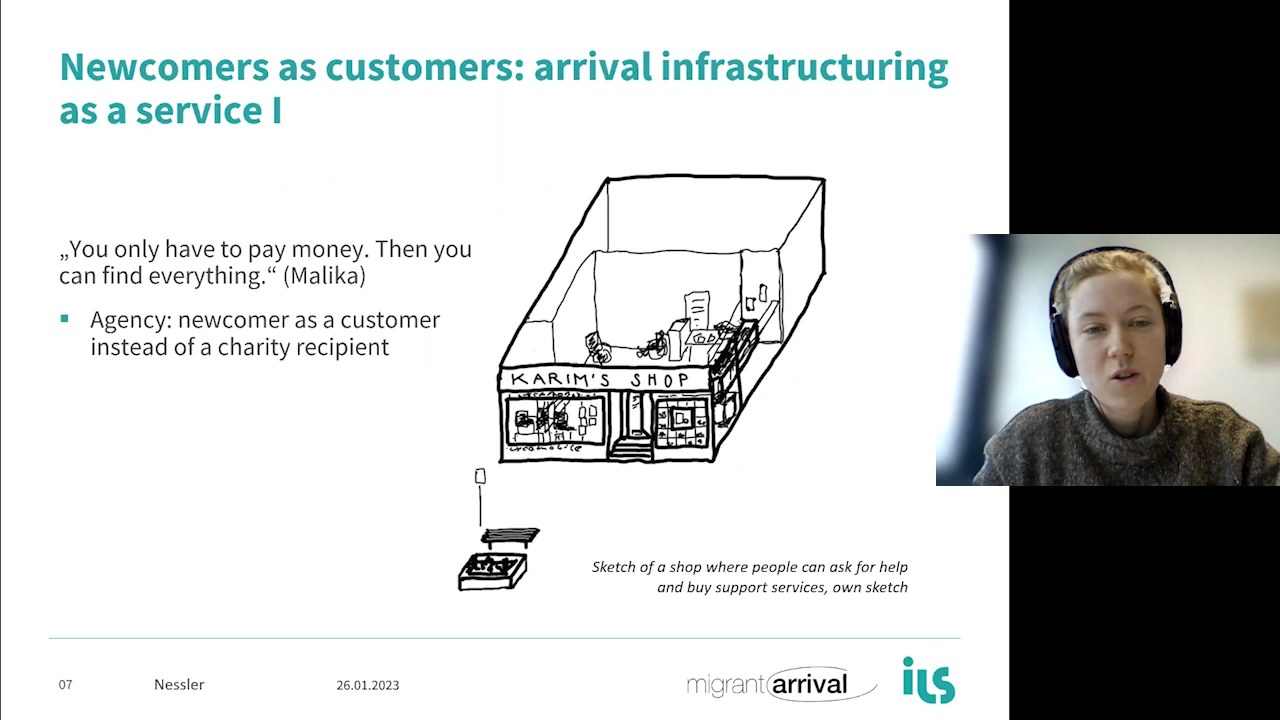 Newcomers as customers: arrival infrastructuring
as a service I
„You only have to pay money. Then you
can find everything.“ (Malika)
Agency: newcomer as a customer
instead of a charity recipient
KARIM'S SHOP
Sketch of a shop where people can ask for help
and buy support services, own sketch
07
Nessler
26.01.2023
migrant arrival
ils